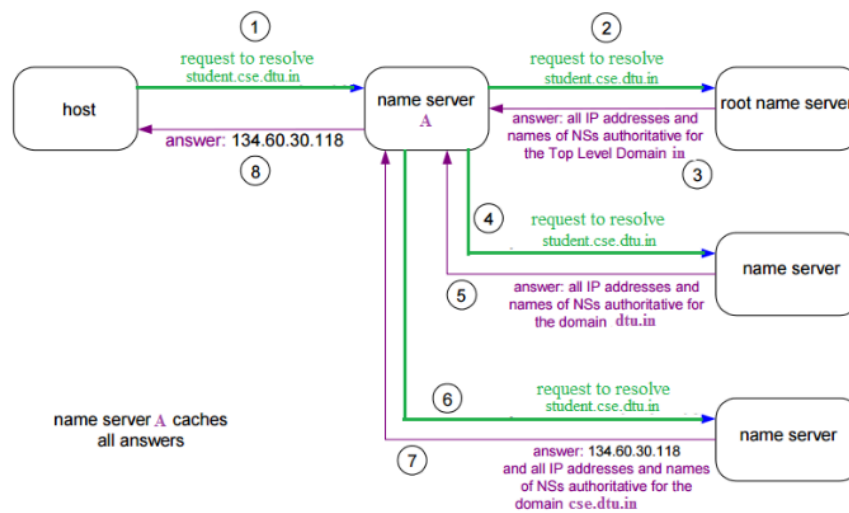 1
request to resolve
student.cse.dtu.in
2
request to resolve
student.cse.dtu.in
host
name server
A
root name server
answer: all IP addresses and
names of NSs authoritative for
the Top Level Domain in
3
answer: 134.60.30.118
8
4
request to resolve
student.cse.dtu.in
name server
5
answer: all IP addresses and
names of NSs authoritative for
the domain dtu.in
6
request to resolve
student.cse.dtu.in
name server A caches
all answers
name server
7
answer: 134.60.30.118
and all IP addresses and names
of NSs authoritative for the
domain cse.dtu.in